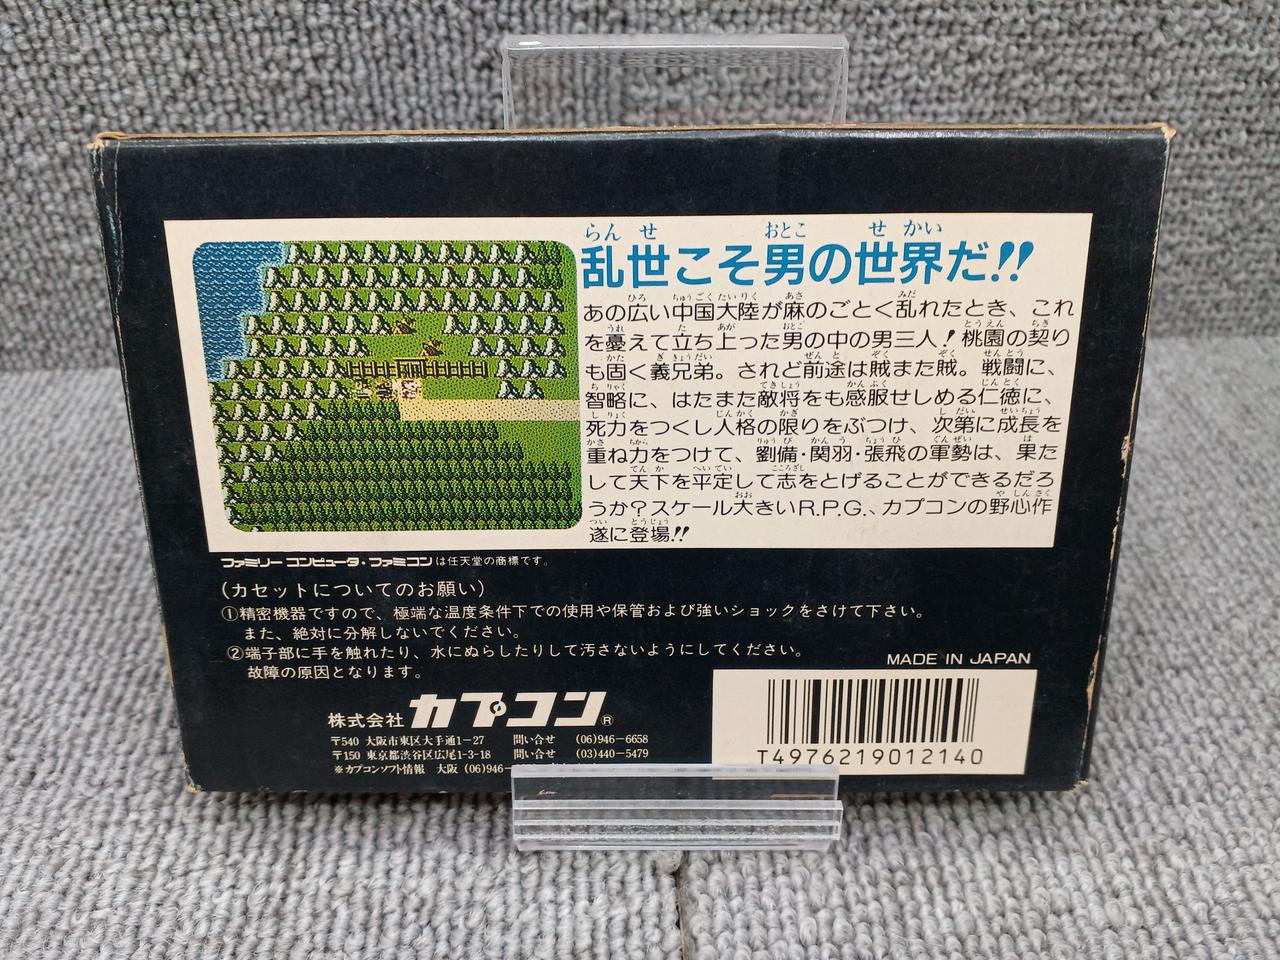 乱世こそ男の世界だ!!
あの広い中国大陸が麻のごとく乱れたとき、これ
を憂えて立ち上った男の中の男三人!桃園の契り
も固く義兄弟。されど前途は賊また賊。戦闘に、
智略に、はたまた敵将をも感服せしめる仁徳に、
死力をつくし人格の限りをぶつけ、次第に成長を
重ね力をつけて、劉備・関羽・張飛の軍勢は、果た
して天下を平定して志をとげることができるだろ
うか?スケール大きいR.P.G.、カプコンの野心作
遂に登場!!
ファミリーコンピュータ・ファミコンは任天堂の商標です。
(カセットについてのお願い)
①精密機器ですので、極端な温度条件下での使用や保管および強いショックをさけて下さい。
また、絶対に分解しないでください。
②端子部に手を触れたり、水にぬらしたりして汚さないようにしてください。
故障の原因となります。
MADE IN JAPAN
株式会社カプコン®
〒540 大阪市東区大手通1-27 問い合せ (06)946-6658
〒150 東京都渋谷区広尾1-3-18 問い合せ (03)440-5479
※カプコンソフト情報 大阪 (06)946-
T4976219012140